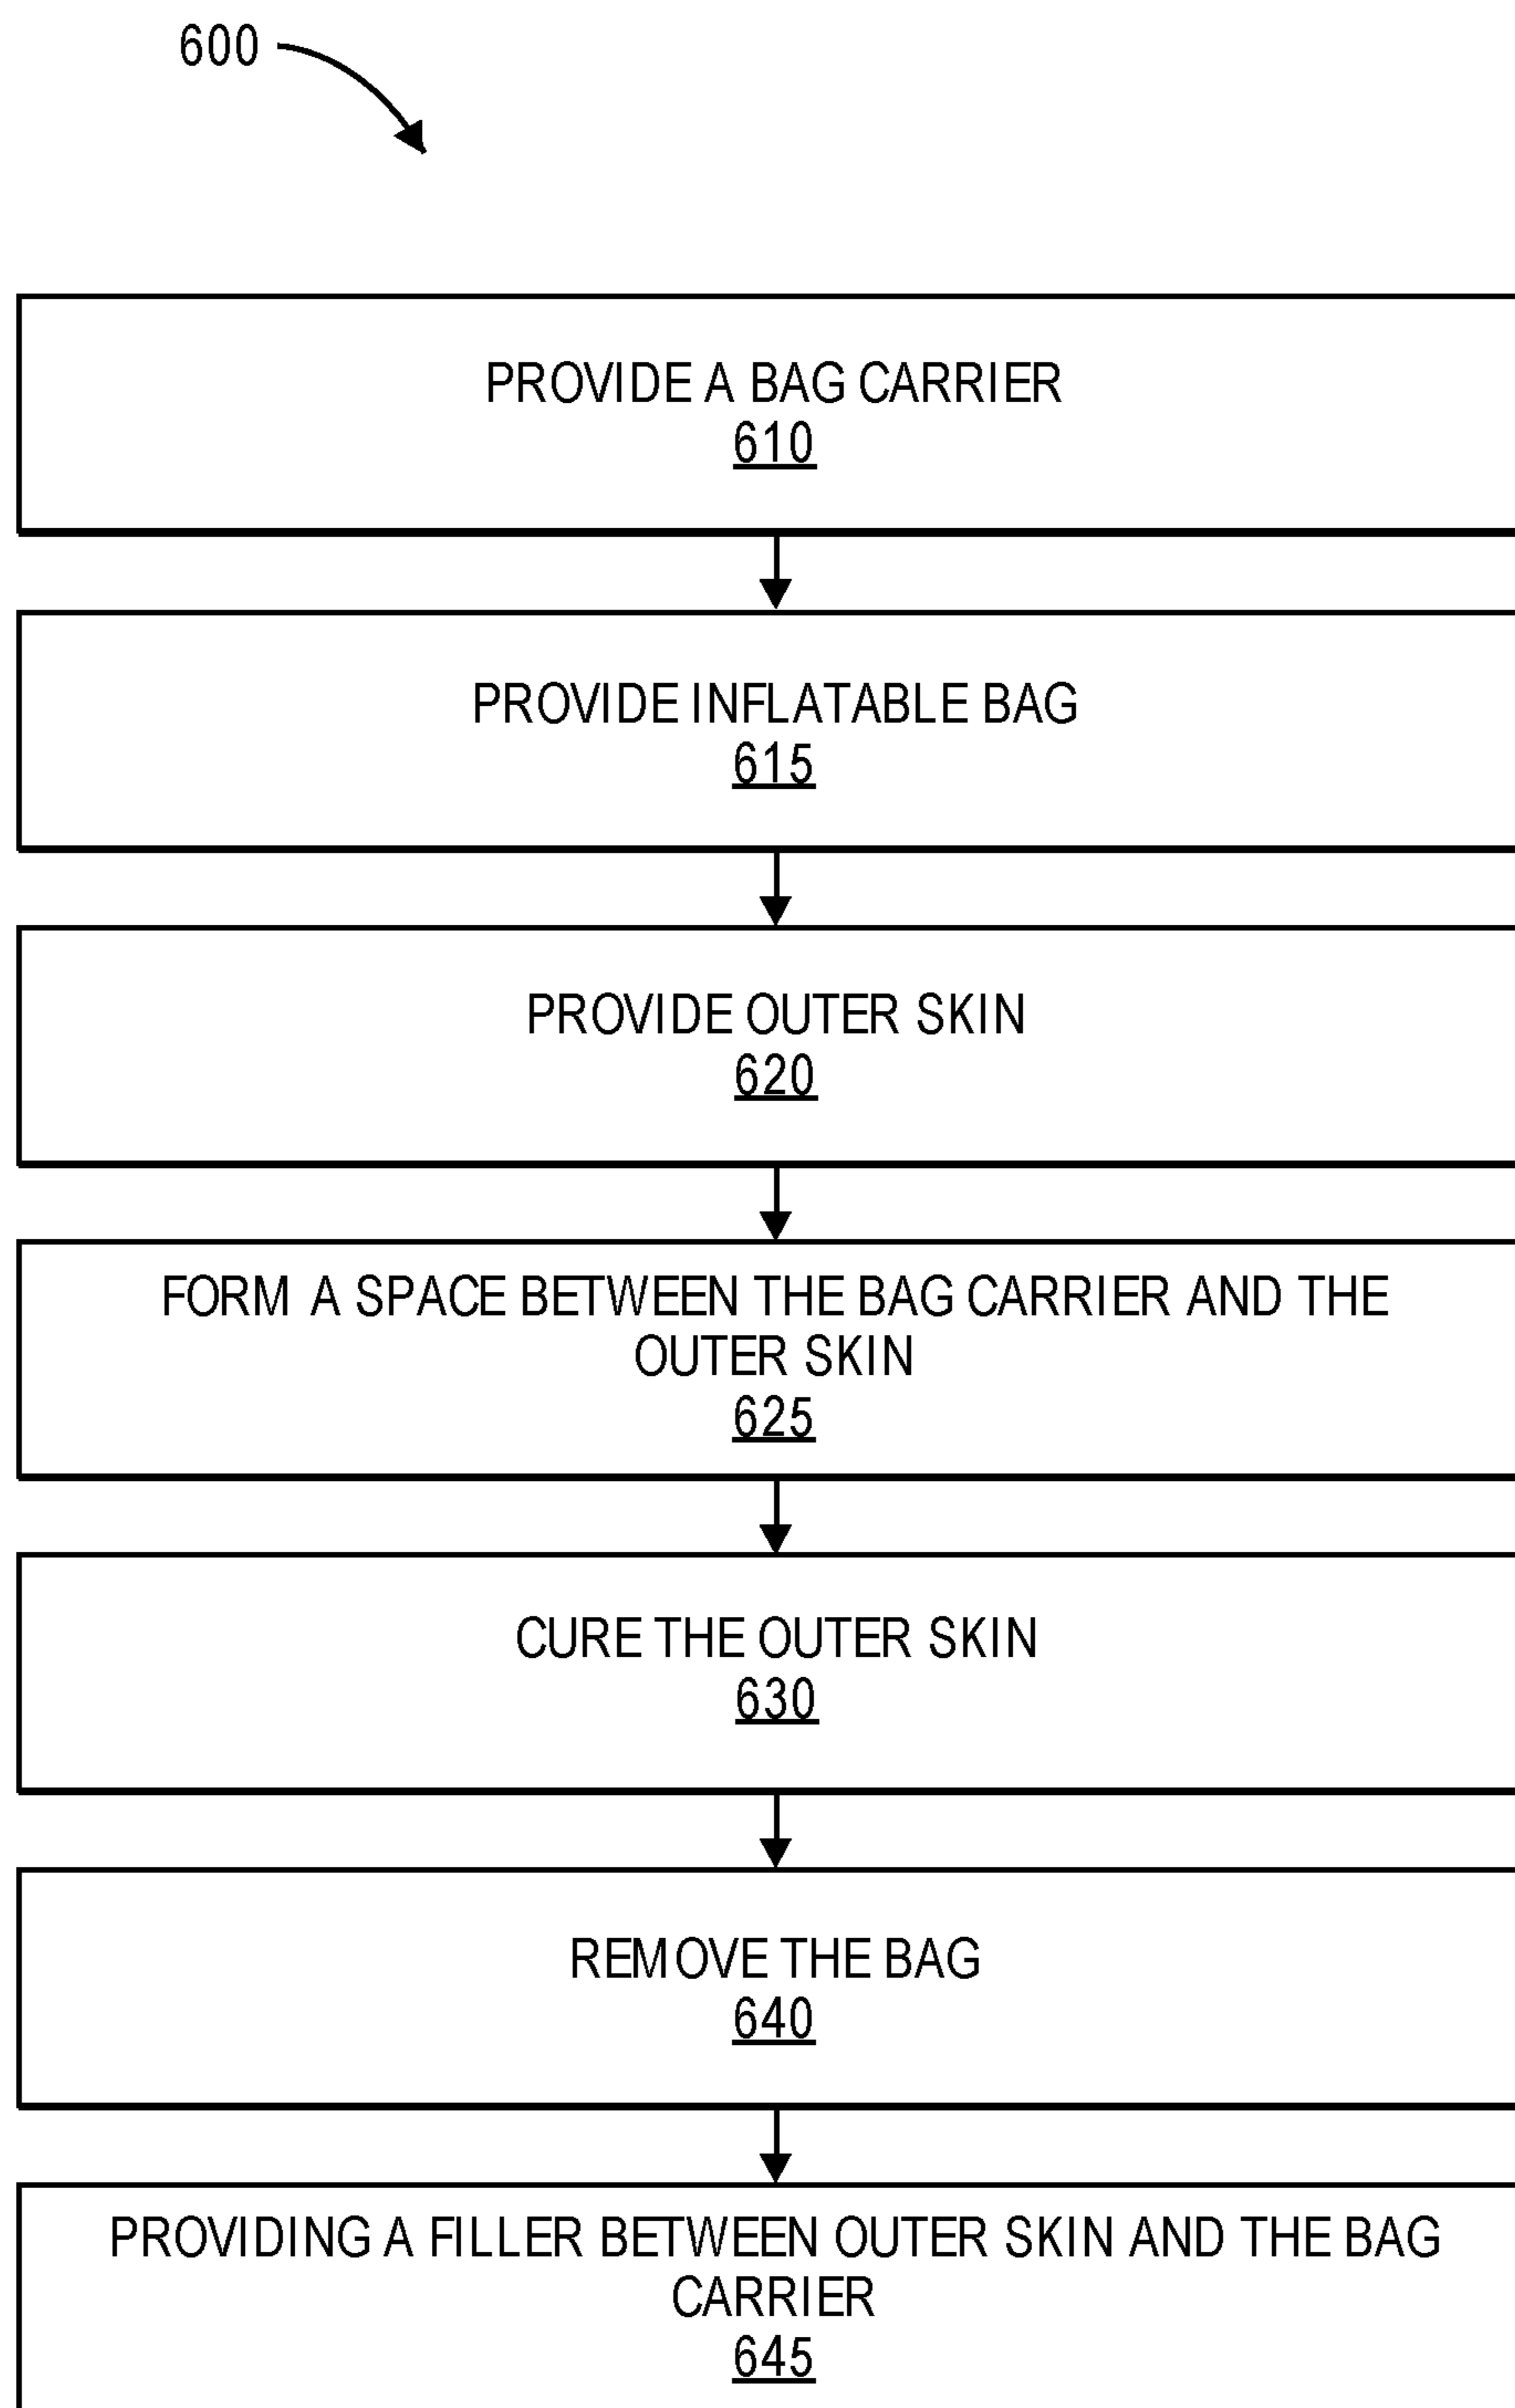 600
PROVIDE A BAG CARRIER
610
PROVIDE INFLATABLE BAG
615
PROVIDE OUTER SKIN
620
FORM A SPACE BETWEEN THE BAG CARRIER AND THE
OUTER SKIN
625
CURE THE OUTER SKIN
630
REMOVE THE BAG
640
PROVIDING A FILLER BETWEEN OUTER SKIN AND THE BAG
CARRIER
645